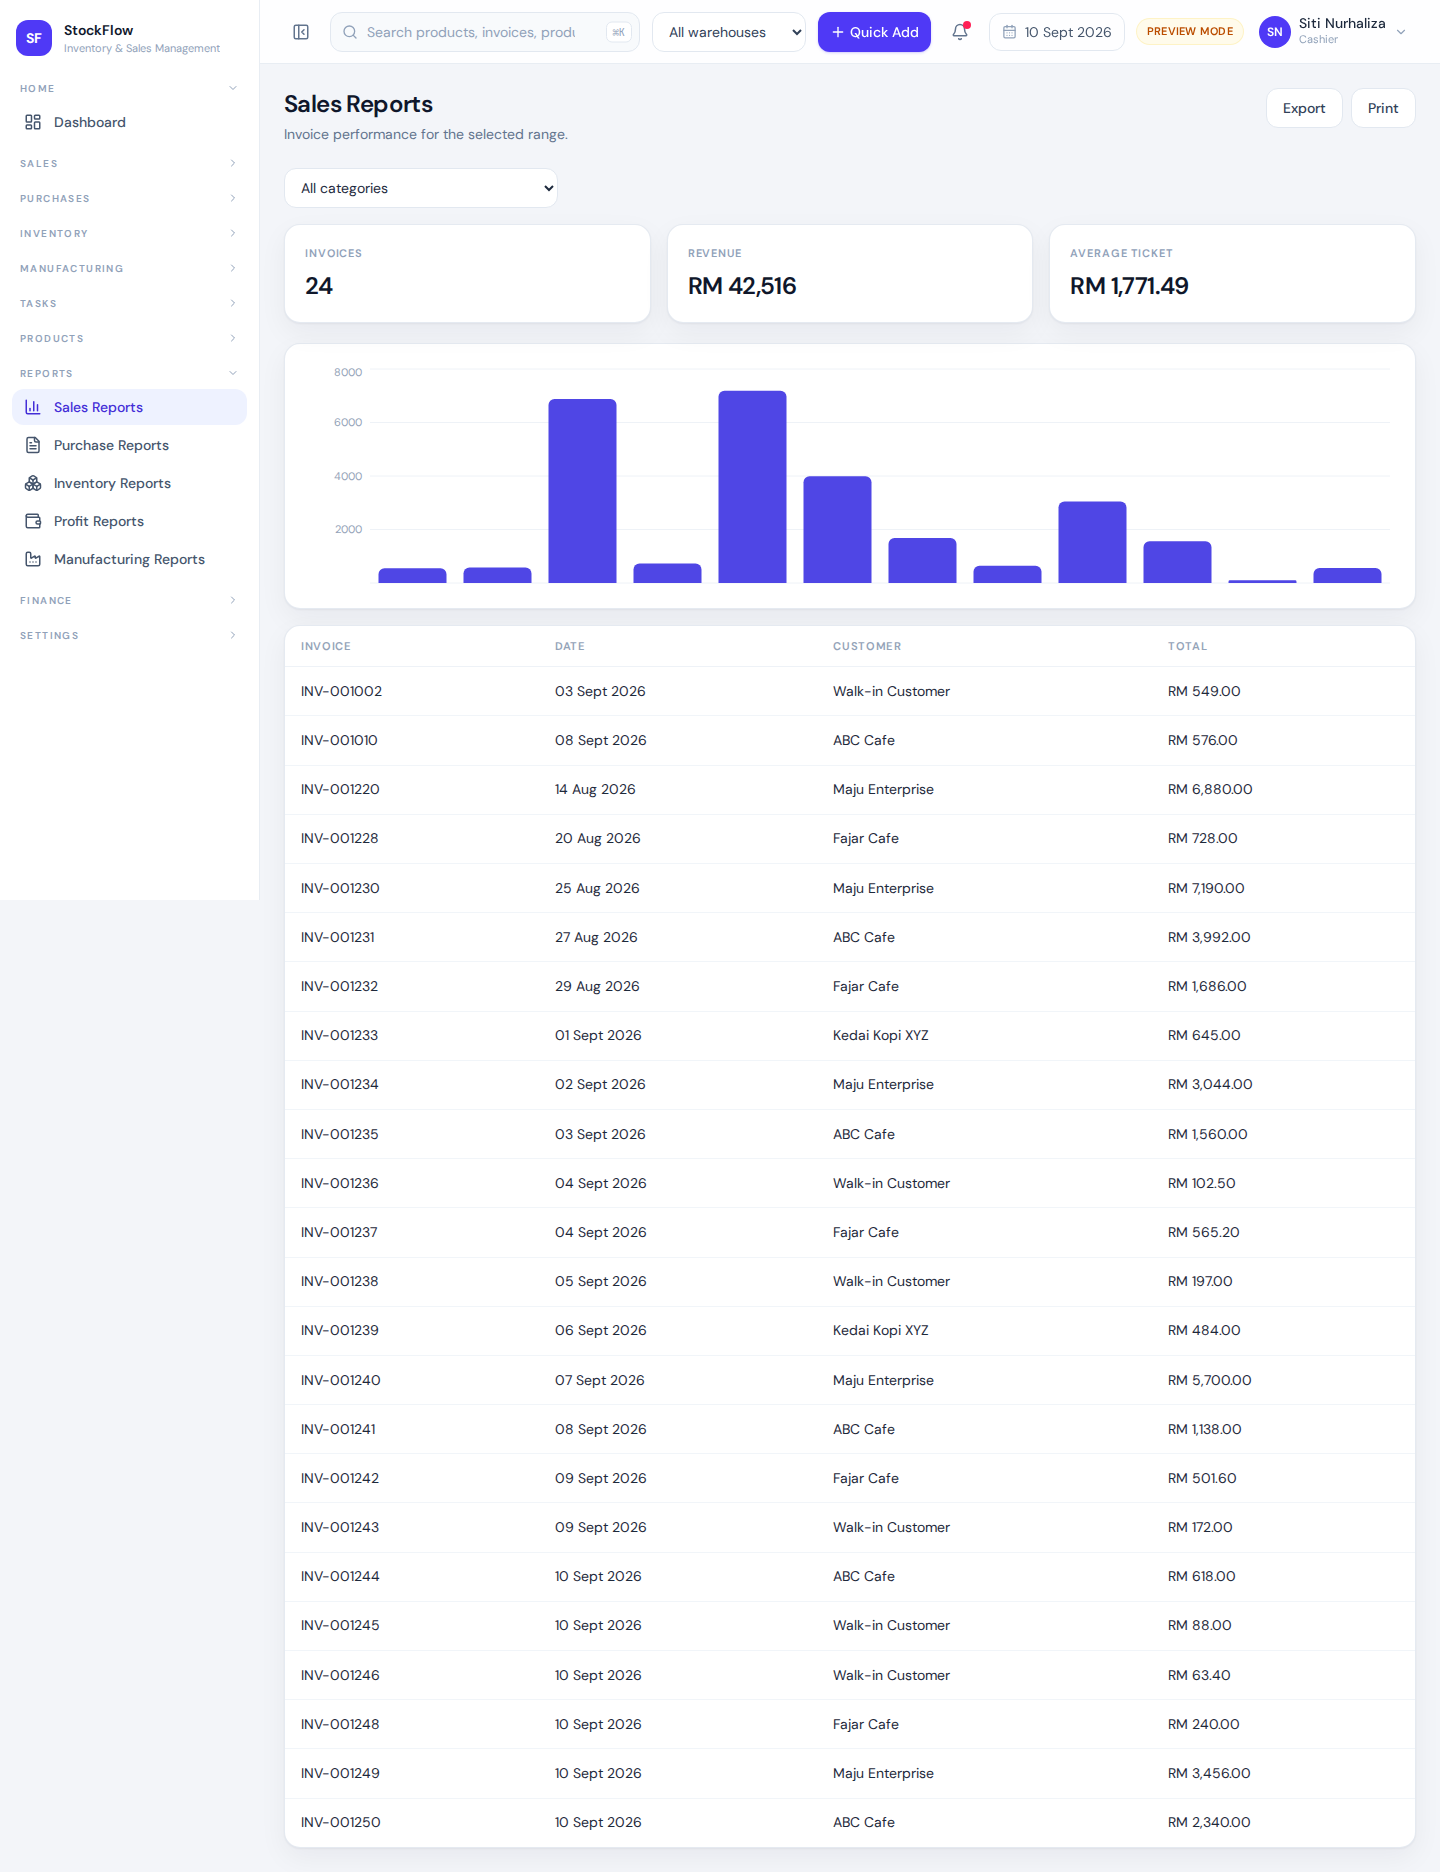 SF
StockFlow
Inventory & Sales Management
HOME
Dashboard
SALES
PURCHASES
INVENTORY
MANUFACTURING
TASKS
PRODUCTS
REPORTS
Sales Reports
Purchase Reports
Inventory Reports
Profit Reports
Manufacturing Reports
FINANCE
SETTINGS
Search products, invoices, produ ⌘K
All warehouses
+ Quick Add
10 Sept 2026
PREVIEW MODE
SN
Siti Nurhaliza
Cashier
Sales Reports
Invoice performance for the selected range.
Export
Print
All categories
INVOICES
24
REVENUE
RM 42,516
AVERAGE TICKET
RM 1,771.49
8000
6000
4000
2000
INVOICE DATE CUSTOMER TOTAL
INV-001002 03 Sept 2026 Walk-in Customer RM 549.00
INV-001010 08 Sept 2026 ABC Cafe RM 576.00
INV-001220 14 Aug 2026 Maju Enterprise RM 6,880.00
INV-001228 20 Aug 2026 Fajar Cafe RM 728.00
INV-001230 25 Aug 2026 Maju Enterprise RM 7,190.00
INV-001231 27 Aug 2026 ABC Cafe RM 3,992.00
INV-001232 29 Aug 2026 Fajar Cafe RM 1,686.00
INV-001233 01 Sept 2026 Kedai Kopi XYZ RM 645.00
INV-001234 02 Sept 2026 Maju Enterprise RM 3,044.00
INV-001235 03 Sept 2026 ABC Cafe RM 1,560.00
INV-001236 04 Sept 2026 Walk-in Customer RM 102.50
INV-001237 04 Sept 2026 Fajar Cafe RM 565.20
INV-001238 05 Sept 2026 Walk-in Customer RM 197.00
INV-001239 06 Sept 2026 Kedai Kopi XYZ RM 484.00
INV-001240 07 Sept 2026 Maju Enterprise RM 5,700.00
INV-001241 08 Sept 2026 ABC Cafe RM 1,138.00
INV-001242 09 Sept 2026 Fajar Cafe RM 501.60
INV-001243 09 Sept 2026 Walk-in Customer RM 172.00
INV-001244 10 Sept 2026 ABC Cafe RM 618.00
INV-001245 10 Sept 2026 Walk-in Customer RM 88.00
INV-001246 10 Sept 2026 Walk-in Customer RM 63.40
INV-001248 10 Sept 2026 Fajar Cafe RM 240.00
INV-001249 10 Sept 2026 Maju Enterprise RM 3,456.00
INV-001250 10 Sept 2026 ABC Cafe RM 2,340.00